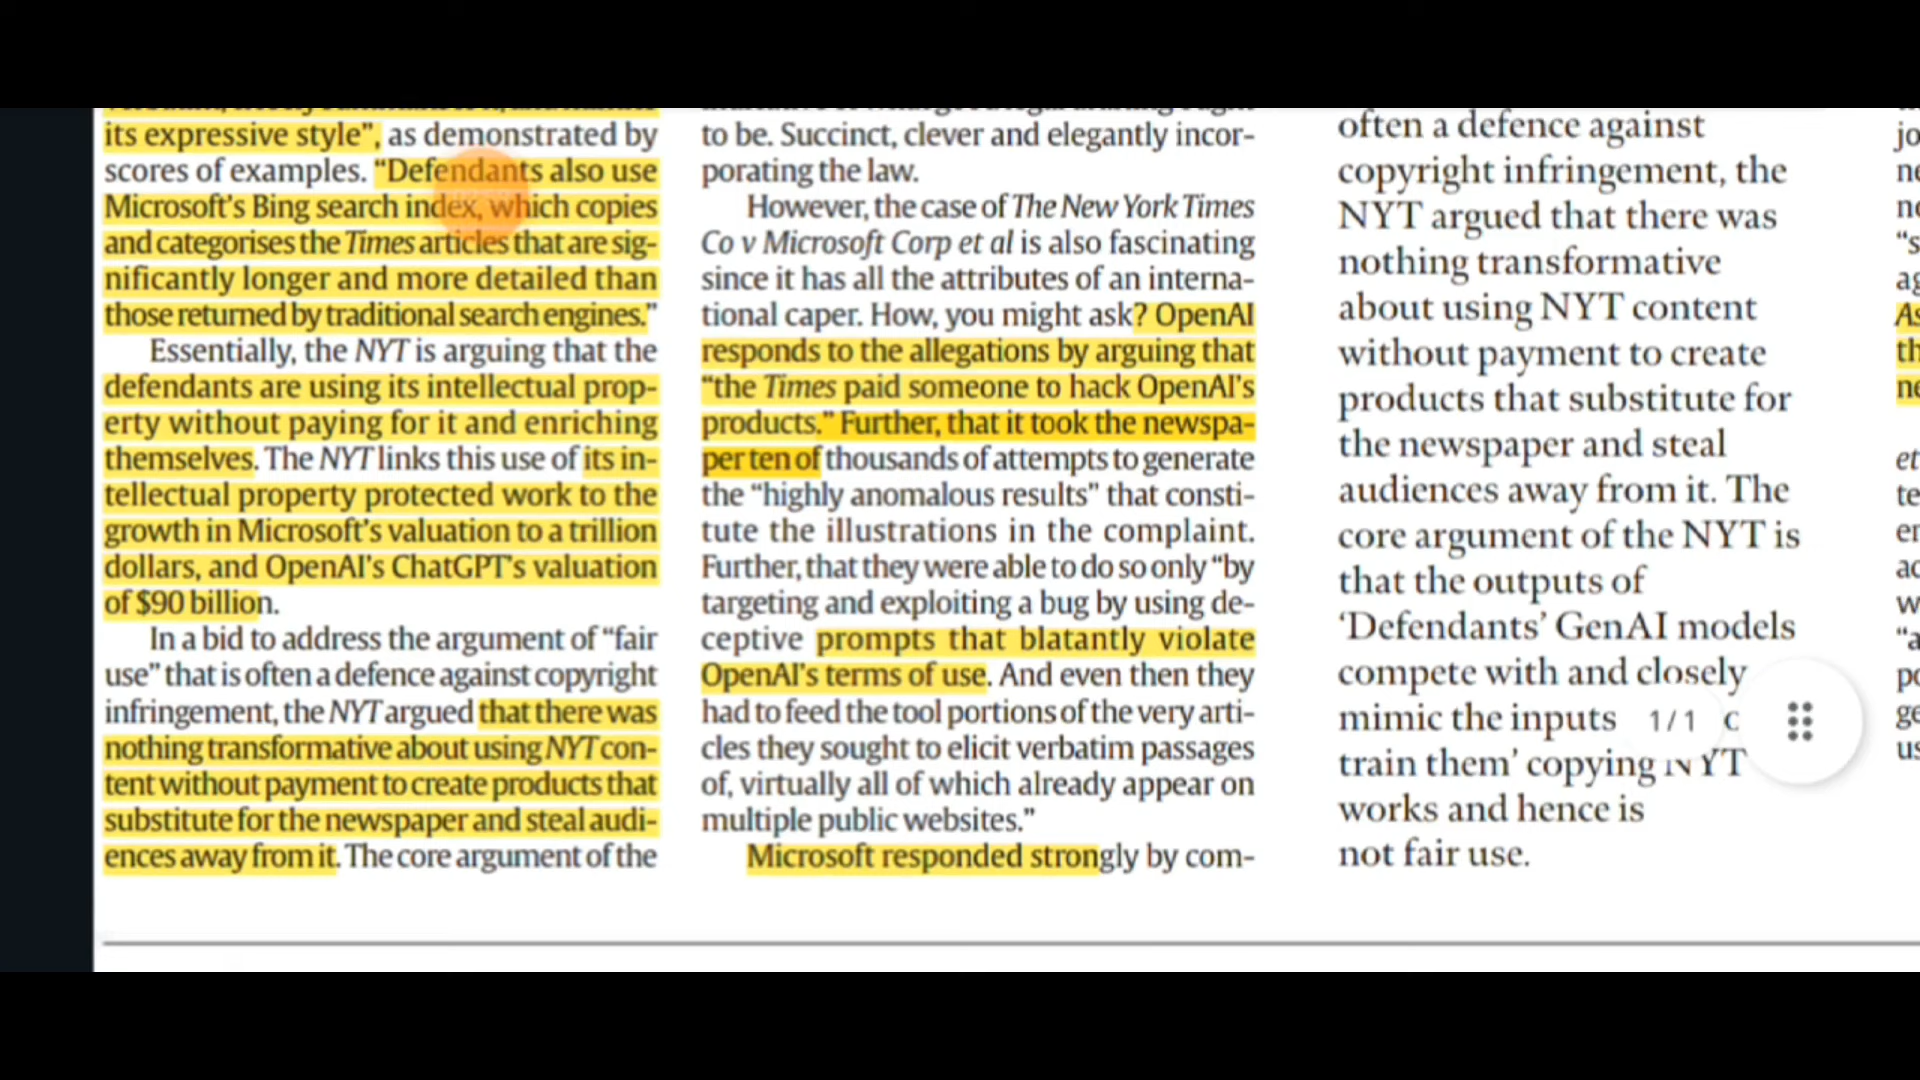 its expressive style”, as demonstrated by
scores of examples. “Defendants also use
Microsoft’s Bing search index, which copies
and categorises the Times articles that are sig-
nificantly longer and more detailed than
those returned by traditional search engines.”
Essentially, the NYT is arguing that the
defendants are using its intellectual prop-
erty without paying for it and enriching
themselves. The NYT links this use of its in-
tellectual property protected work to the
growth in Microsoft’s valuation to a trillion
dollars, and OpenAI’s ChatGPT’s valuation
of $90 billion.
In a bid to address the argument of “fair
use” that is often a defence against copyright
infringement, the NYT argued that there was
nothing transformative about using NYT con-
tent without payment to create products that
substitute for the newspaper and steal audi-
ences away from it. The core argument of the
to be. Succinct, clever and elegantly incor-
porating the law.
However, the case of The New York Times
Co v Microsoft Corp et al is also fascinating
since it has all the attributes of an interna-
tional caper. How, you might ask? OpenAI
responds to the allegations by arguing that
“the Times paid someone to hack OpenAI’s
products.” Further, that it took the newspa-
per ten of thousands of attempts to generate
the “highly anomalous results” that consti-
tute the illustrations in the complaint.
Further, that they were able to do so only “by
targeting and exploiting a bug by using de-
ceptive prompts that blatantly violate
OpenAI’s terms of use. And even then they
had to feed the tool portions of the very arti-
cles they sought to elicit verbatim passages
of, virtually all of which already appear on
multiple public websites.”
Microsoft responded strongly by com-
often a defence against
copyright infringement, the
NYT argued that there was
nothing transformative
about using NYT content
without payment to create
products that substitute for
the newspaper and steal
audiences away from it. The
core argument of the NYT is
that the outputs of
‘Defendants’ GenAI models
compete with and closely
mimic the inputs
train them’ copying NYT
works and hence is
not fair use.
1/1